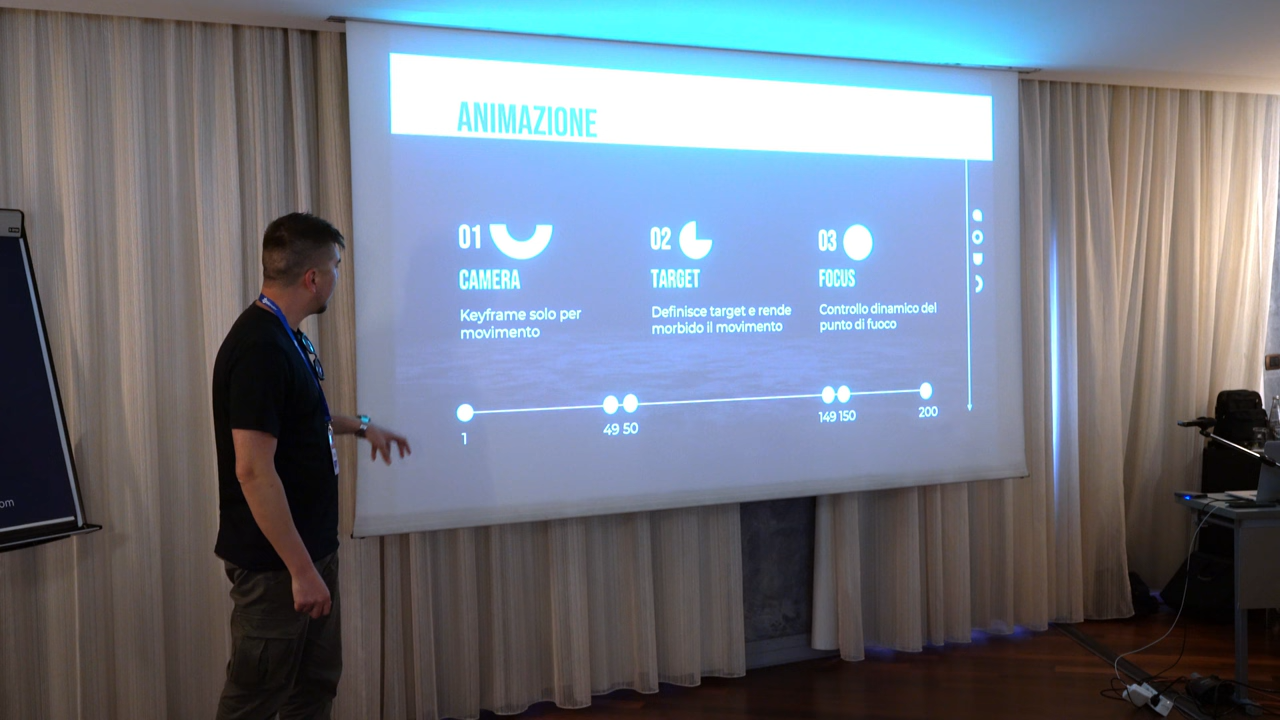 ANIMAZIONE
01
CAMERA
Keyframe solo per
movimento
02
TARGET
Definisce target e rende
morbido il movimento
03
FOCUS
Controllo dinamico del
punto di fuoco
1
49 50
149 150
200
om